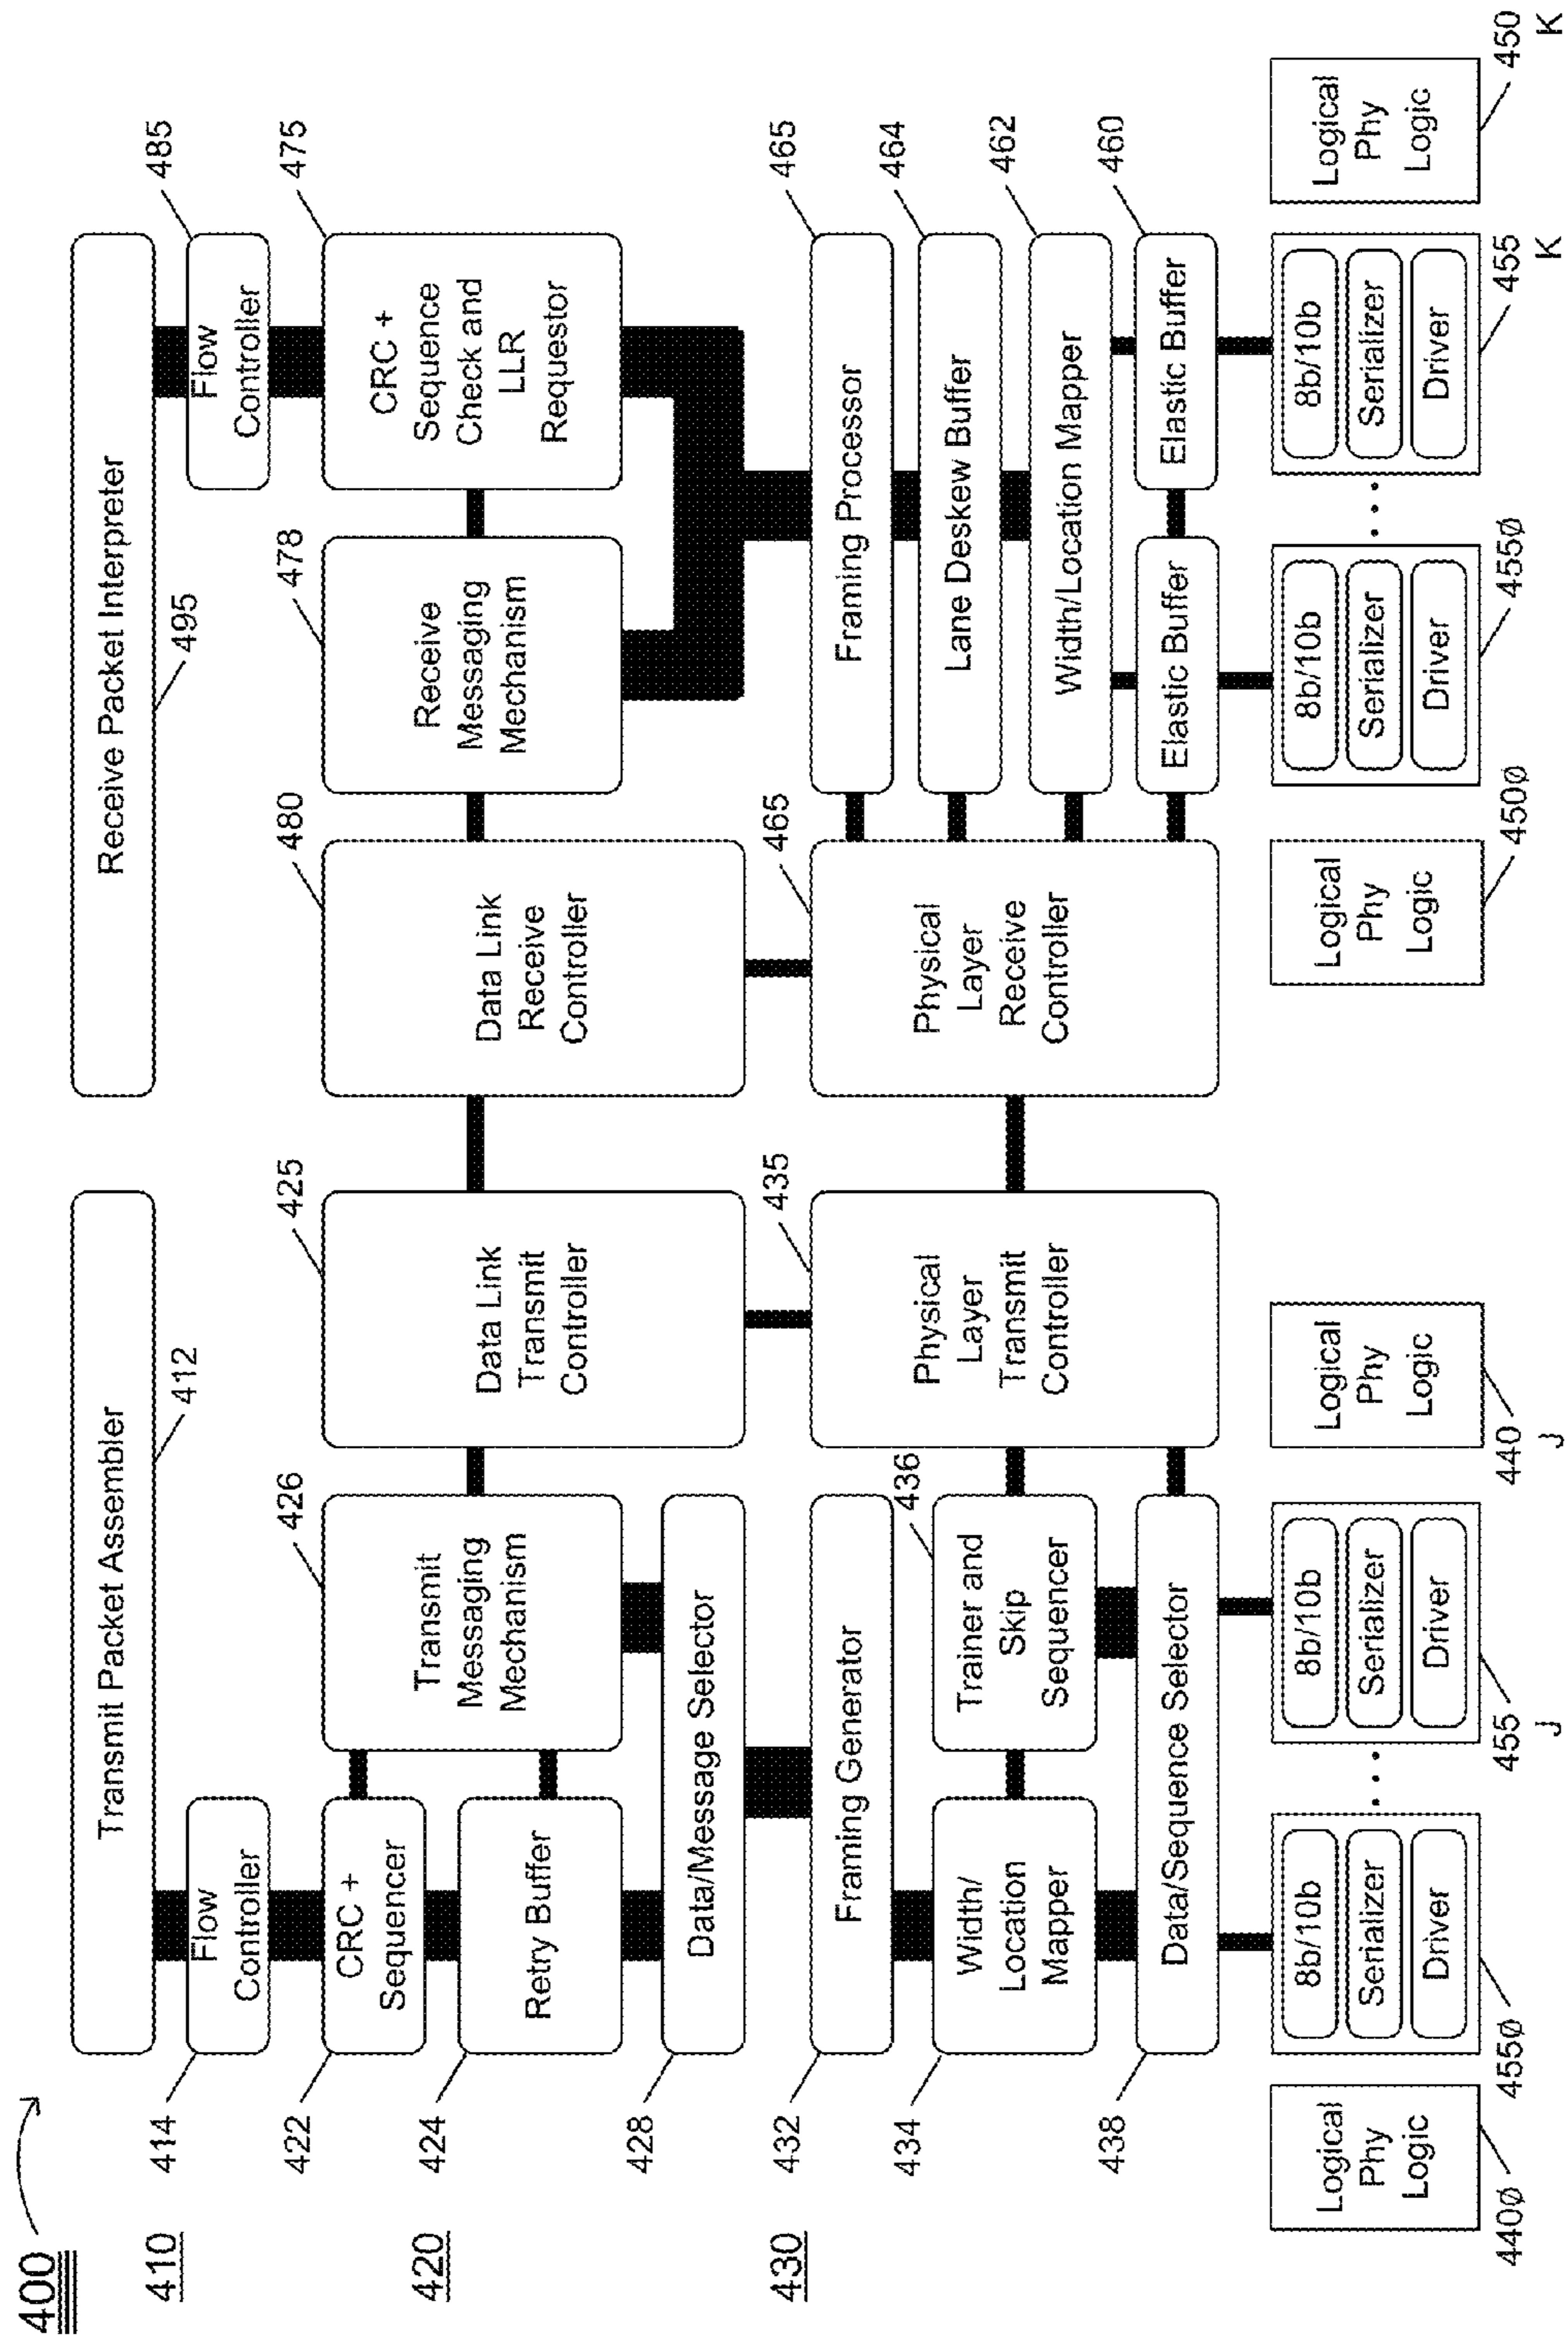 400
410
420
430
Transmit Packet Assembler
412
Receive Packet Interpreter
495
414
Flow
Controller
Flow
Controller
485
422
CRC +
Sequencer
426
Transmit
Messaging
Mechanism
425
Data Link
Transmit
Controller
480
Data Link
Receive
Controller
478
Receive
Messaging
Mechanism
475
CRC +
Sequence
Check and
LLR
Requestor
424
Retry Buffer
428
Data/Message Selector
432
Framing Generator
435
Physical
Layer
Transmit
Controller
465
Physical
Layer
Receive
Controller
Framing Processor
465
434
Width/
Location
Mapper
436
Trainer and
Skip
Sequencer
Lane Deskew Buffer
464
Width/Location Mapper
462
438
Data/Sequence Selector
Elastic Buffer
Elastic Buffer
460
Logical
Phy
Logic
440ø
8b/10b
Serializer
Driver
455ø
...
8b/10b
Serializer
Driver
455
J
Logical
Phy
Logic
440
J
Logical
Phy
Logic
450ø
8b/10b
Serializer
Driver
455ø
...
8b/10b
Serializer
Driver
455
K
Logical
Phy
Logic
450
K